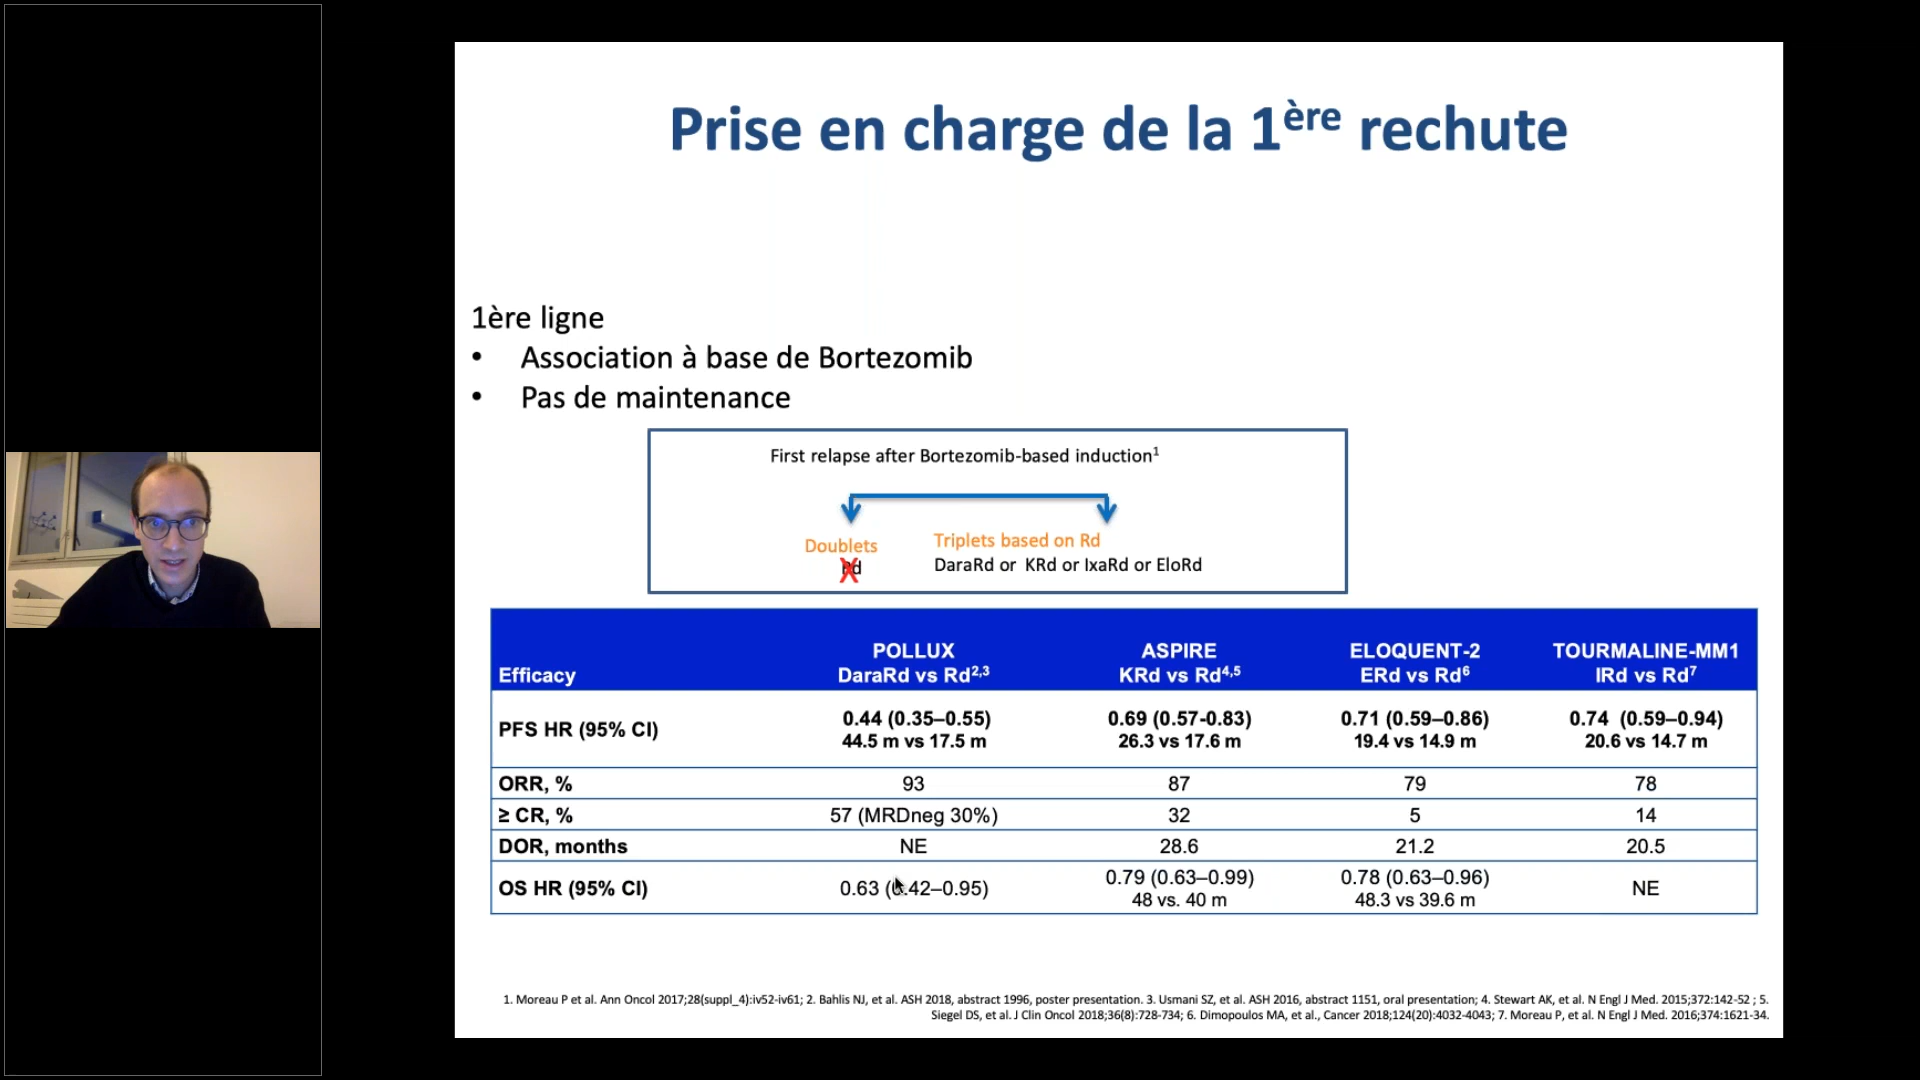 Prise en charge de la 1ère rechute
1ère ligne
• Association à base de Bortezomib
• Pas de maintenance
First relapse after Bortezomib-based induction1
Doublets
Rd
Triplets based on Rd
DaraRd or KRd or IxaRd or EloRd
Efficacy
POLLUX
DaraRd vs Rd2,3
ASPIRE
KRd vs Rd4,5
ELOQUENT-2
ERd vs Rd6
TOURMALINE-MM1
IRd vs Rd7
PFS HR (95% CI)
0.44 (0.35–0.55)
44.5 m vs 17.5 m
0.69 (0.57-0.83)
26.3 vs 17.6 m
0.71 (0.59–0.86)
19.4 vs 14.9 m
0.74 (0.59–0.94)
20.6 vs 14.7 m
ORR, % 93 87 79 78
≥ CR, % 57 (MRDneg 30%) 32 5 14
DOR, months NE 28.6 21.2 20.5
OS HR (95% CI)
0.63 (0.42–0.95)
0.79 (0.63–0.99)
48 vs. 40 m
0.78 (0.63–0.96)
48.3 vs 39.6 m
NE
1. Moreau P et al. Ann Oncol 2017;28(suppl_4):iv52-iv61; 2. Bahlis NJ, et al. ASH 2018, abstract 1996, poster presentation. 3. Usmani SZ, et al. ASH 2016, abstract 1151, oral presentation; 4. Stewart AK, et al. N Engl J Med. 2015;372:142-52 ; 5.
Siegel DS, et al. J Clin Oncol 2018;36(8):728-734; 6. Dimopoulos MA, et al., Cancer 2018;124(20):4032-4043; 7. Moreau P, et al. N Engl J Med. 2016;374:1621-34.